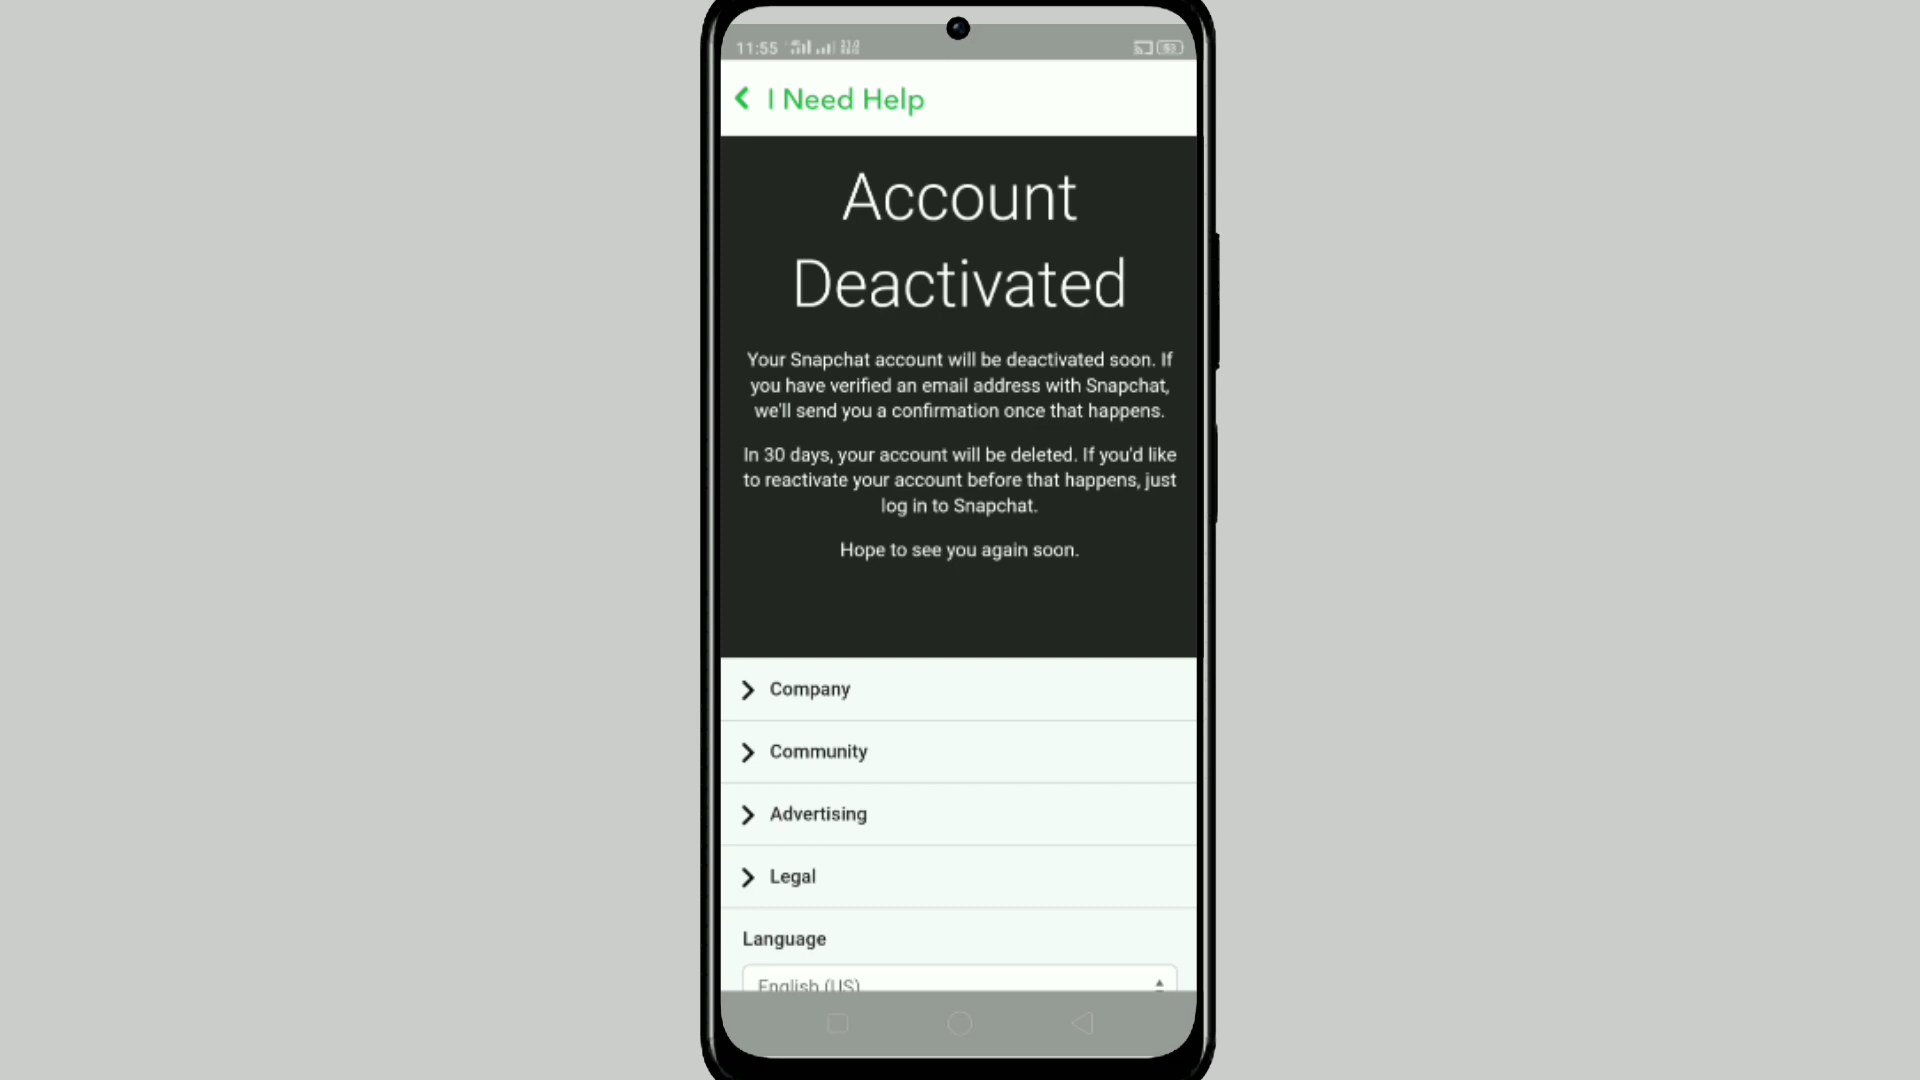 11:55
I Need Help
Account
Deactivated
Your Snapchat account will be deactivated soon. If
you have verified an email address with Snapchat,
we'll send you a confirmation once that happens.
In 30 days, your account will be deleted. If you'd like
to reactivate your account before that happens, just
log in to Snapchat.
Hope to see you again soon.
Company
Community
Advertising
Legal
Language
English (US)